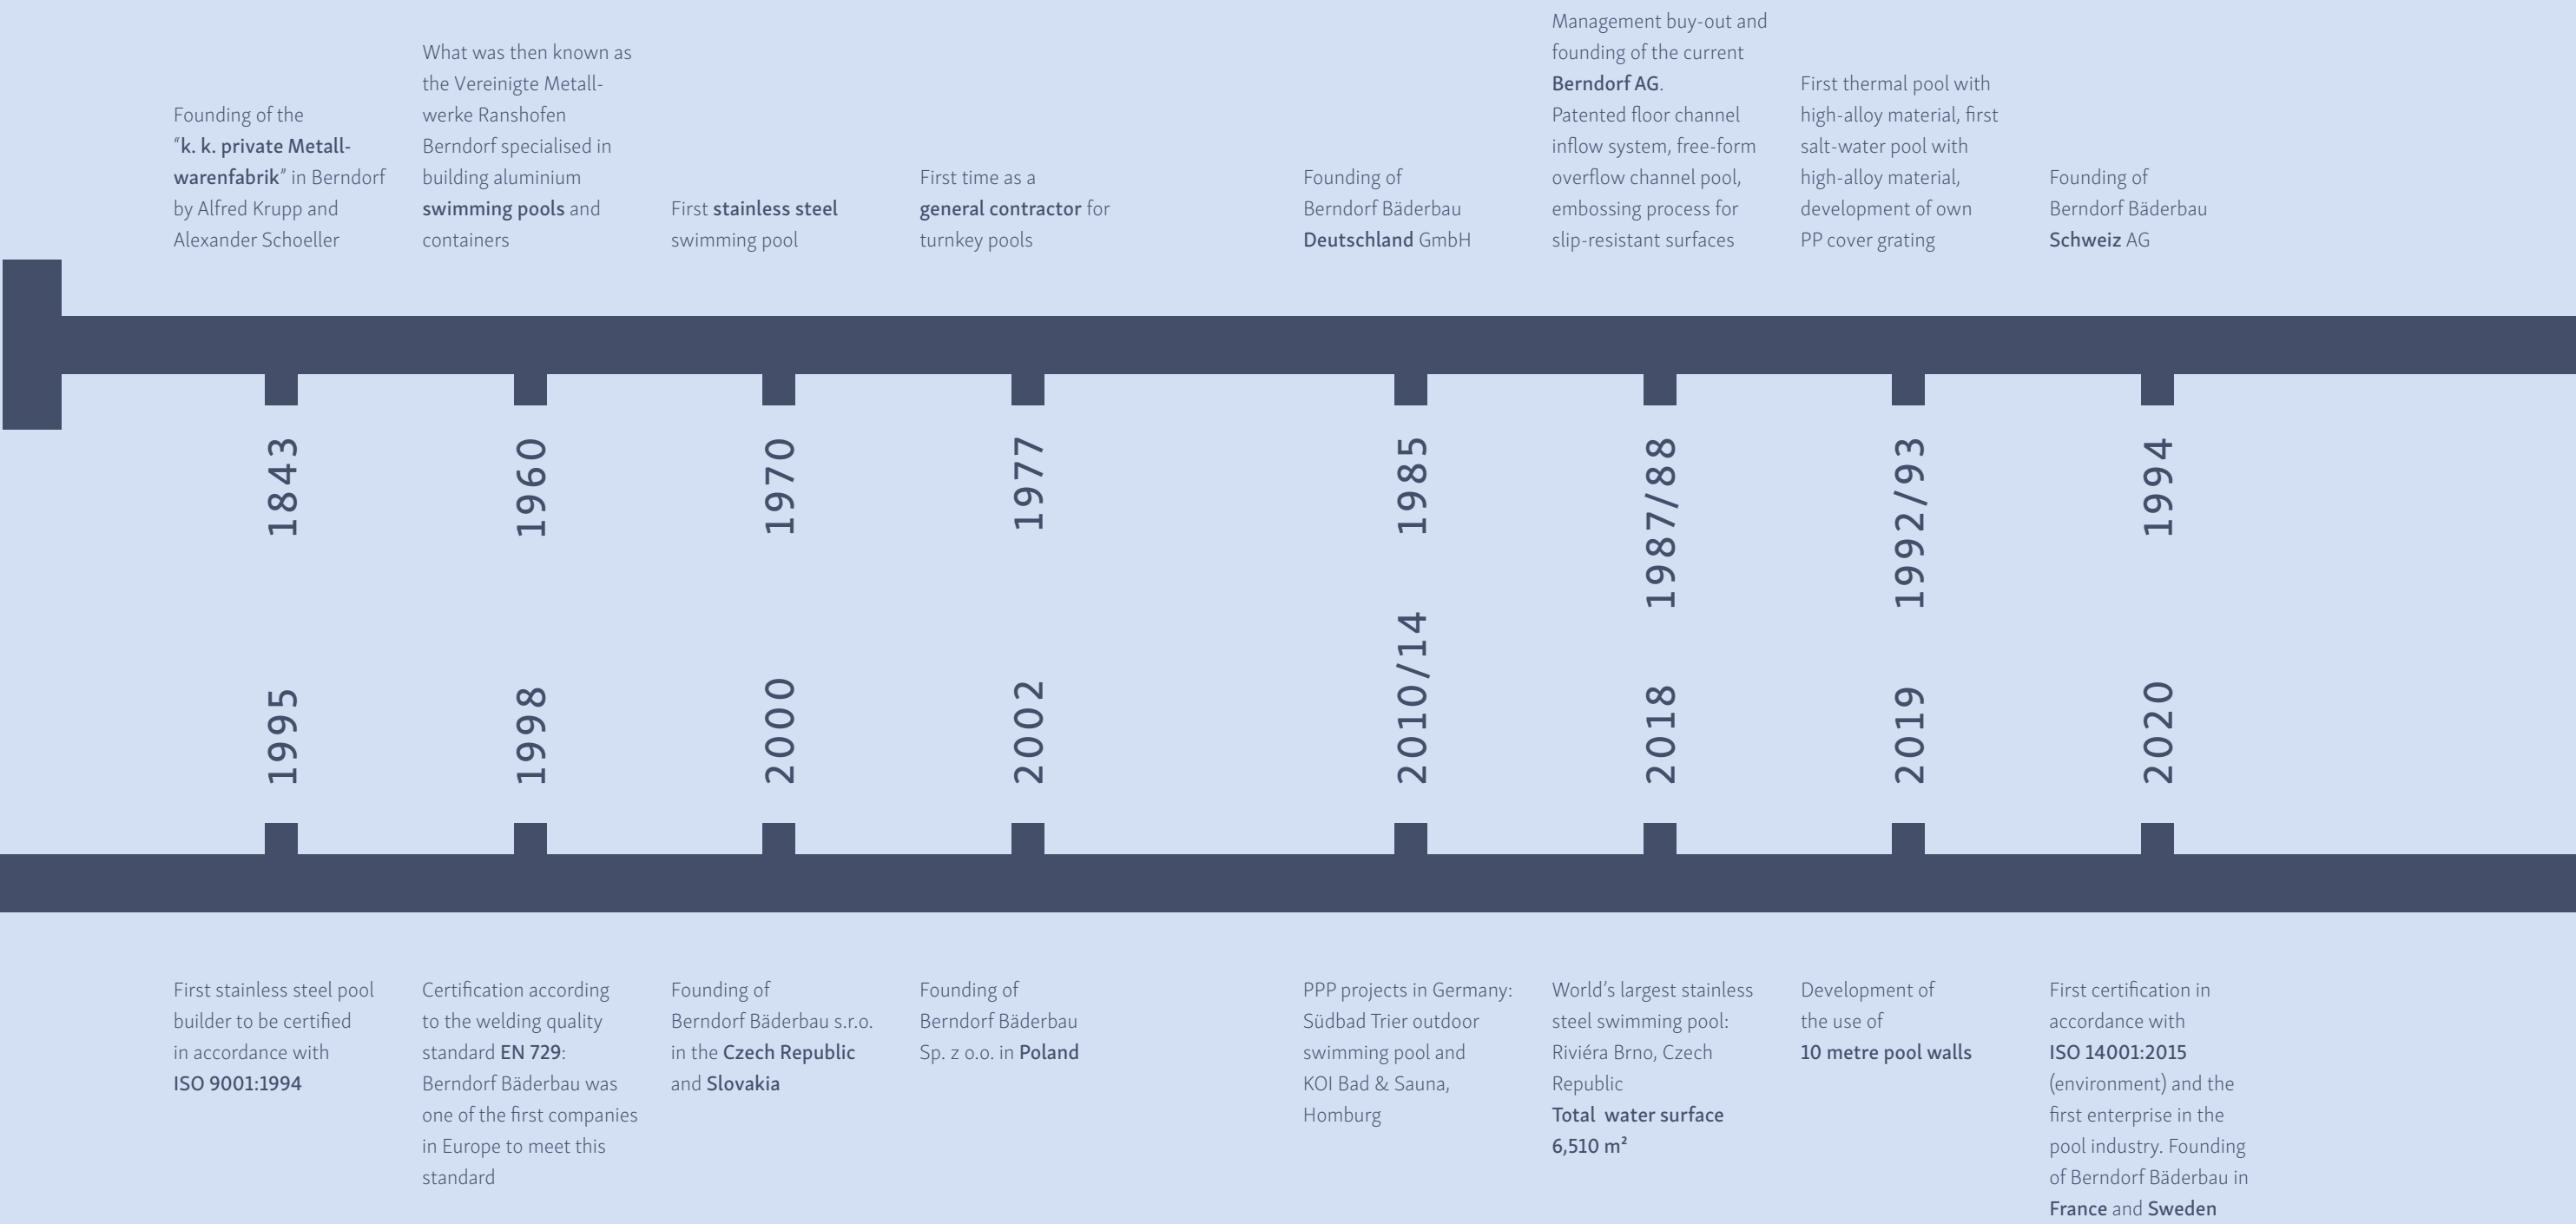 Founding of the
“k. k. private Metall-
warenfabrik” in Berndorf
by Alfred Krupp and
Alexander Schoeller
What was then known as
the Vereinigte Metall-
werke Ranshofen
Berndorf specialised in
building aluminium
swimming pools and
containers
First stainless steel
swimming pool
First time as a
general contractor for
turnkey pools
Founding of
Berndorf Bäderbau
Deutschland GmbH
Management buy-out and
founding of the current
Berndorf AG.
Patented floor channel
inflow system, free-form
overflow channel pool,
embossing process for
slip-resistant surfaces
First thermal pool with
high-alloy material, first
salt-water pool with
high-alloy material,
development of own
PP cover grating
Founding of
Berndorf Bäderbau
Schweiz AG
1843
1960
1970
1977
1985
1987/88
1992/93
1994
1995
1998
2000
2002
2010/14
2018
2019
2020
First stainless steel pool
builder to be certified
in accordance with
ISO 9001:1994
Certification according
to the welding quality
standard EN 729:
Berndorf Bäderbau was
one of the first companies
in Europe to meet this
standard
Founding of
Berndorf Bäderbau s.r.o.
in the Czech Republic
and Slovakia
Founding of
Berndorf Bäderbau
Sp. z o.o. in Poland
PPP projects in Germany:
Südbad Trier outdoor
swimming pool and
KOI Bad & Sauna,
Homburg
World’s largest stainless
steel swimming pool:
Riviéra Brno, Czech
Republic
Total water surface
6,510 m²
Development of
the use of
10 metre pool walls
First certification in
accordance with
ISO 14001:2015
(environment) and the
first enterprise in the
pool industry. Founding
of Berndorf Bäderbau in
France and Sweden